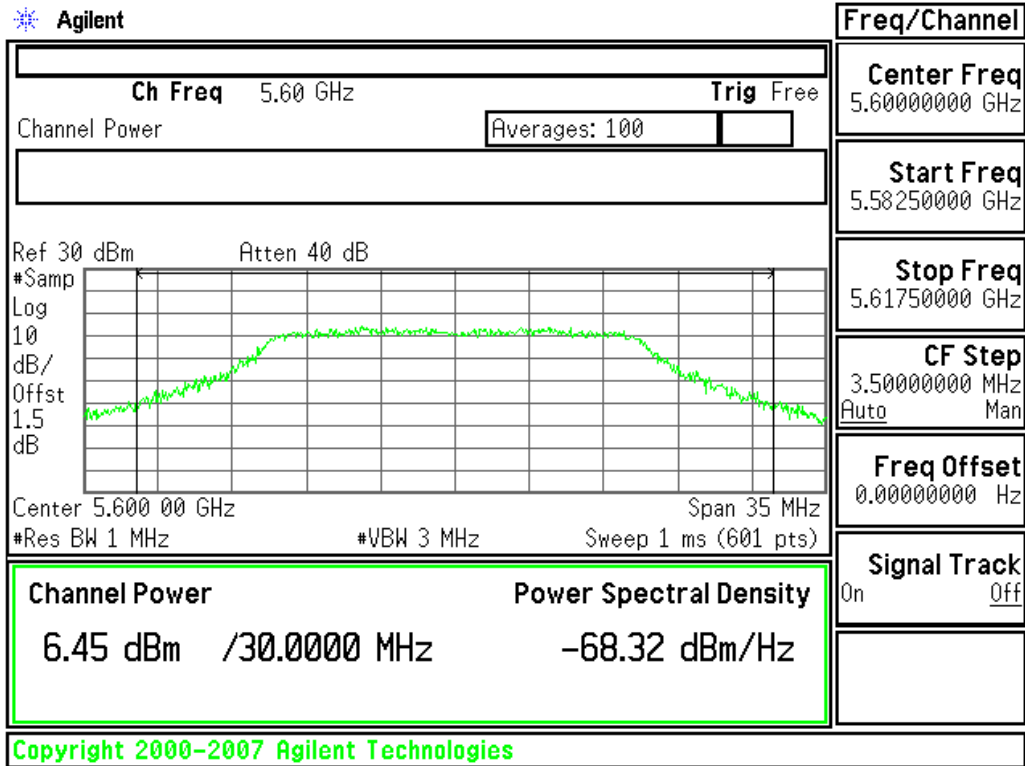 Agilent
Freq/Channel
Ch Freq 5.60 GHz Trig Free
Channel Power Averages: 100
Ref 30 dBm Atten 40 dB
#Samp
Log
10
dB/
Offst
1.5
dB
Center 5.600 00 GHz Span 35 MHz
#Res BW 1 MHz #VBW 3 MHz Sweep 1 ms (601 pts)
Channel Power Power Spectral Density
6.45 dBm /30.0000 MHz -68.32 dBm/Hz
Center Freq
5.60000000 GHz
Start Freq
5.58250000 GHz
Stop Freq
5.61750000 GHz
CF Step
3.50000000 MHz
Auto Man
Freq Offset
0.00000000 Hz
Signal Track
On Off
Copyright 2000-2007 Agilent Technologies